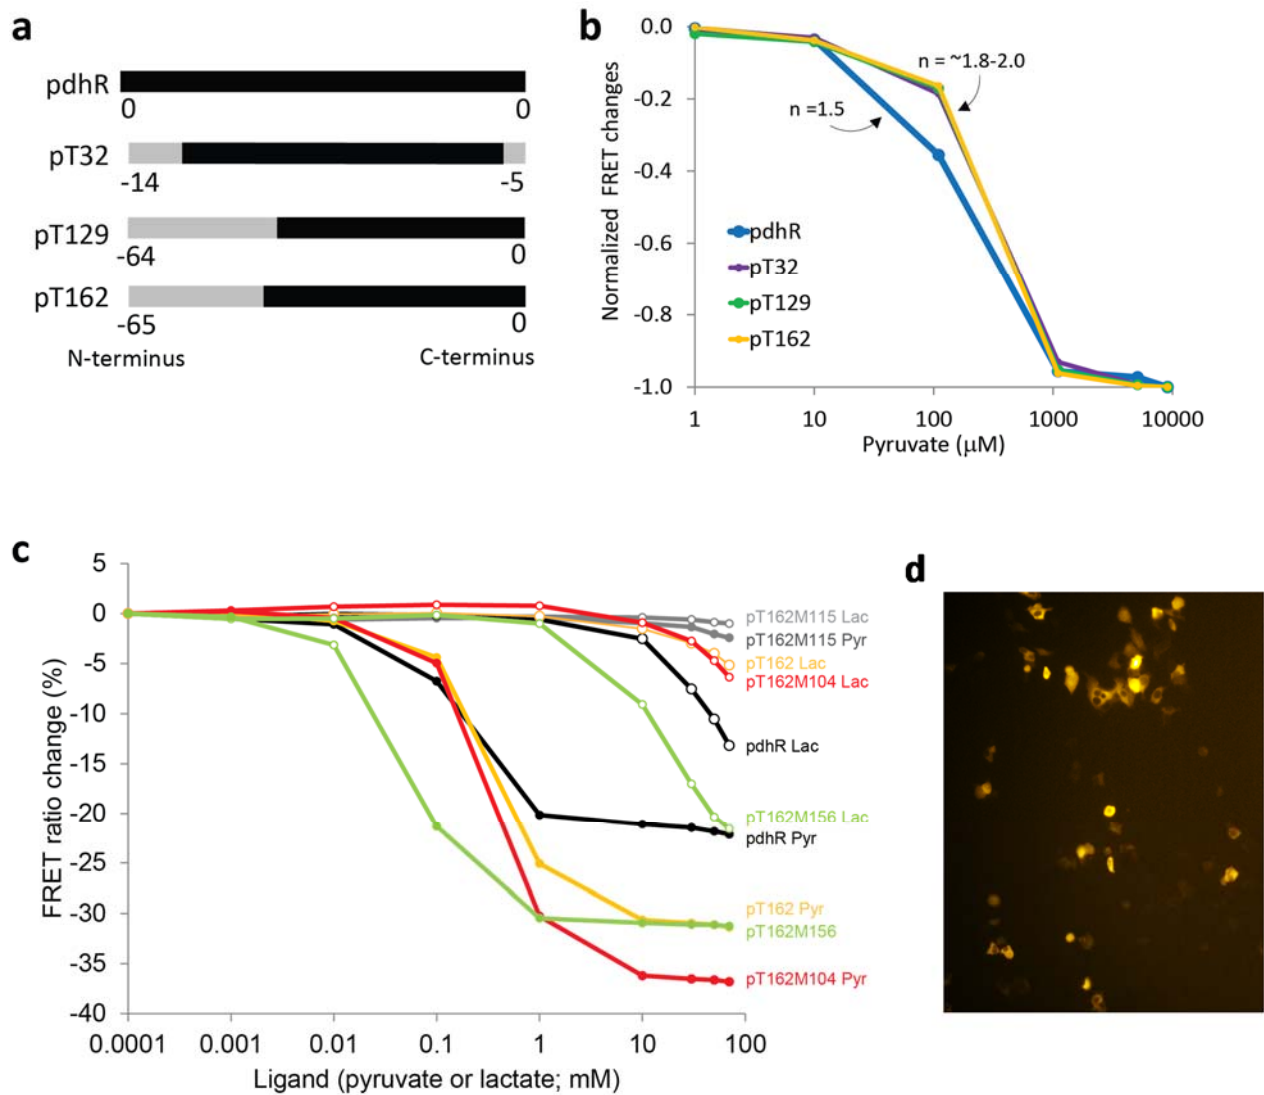 a
pdhR
0 0
pT32
-14 -5
pT129
-64 0
pT162
-65 0
N-terminus C-terminus
b
0.0
-0.2
-0.4
-0.6
-0.8
-1.0
Normalized FRET changes
n = ~1.8-2.0
n =1.5
pdhR
pT32
pT129
pT162
1 10 100 1000 10000
Pyruvate (μM)
c
5
0
-5
-10
-15
-20
-25
-30
-35
-40
FRET ratio change (%)
pT162M115 Lac
pT162M115 Pyr
pT162 Lac
pT162M104 Lac
pdhR Lac
pT162M156 Lac
pdhR Pyr
pT162 Pyr
pT162M156
pT162M104 Pyr
0.0001 0.001 0.01 0.1 1 10 100
Ligand (pyruvate or lactate; mM)
d